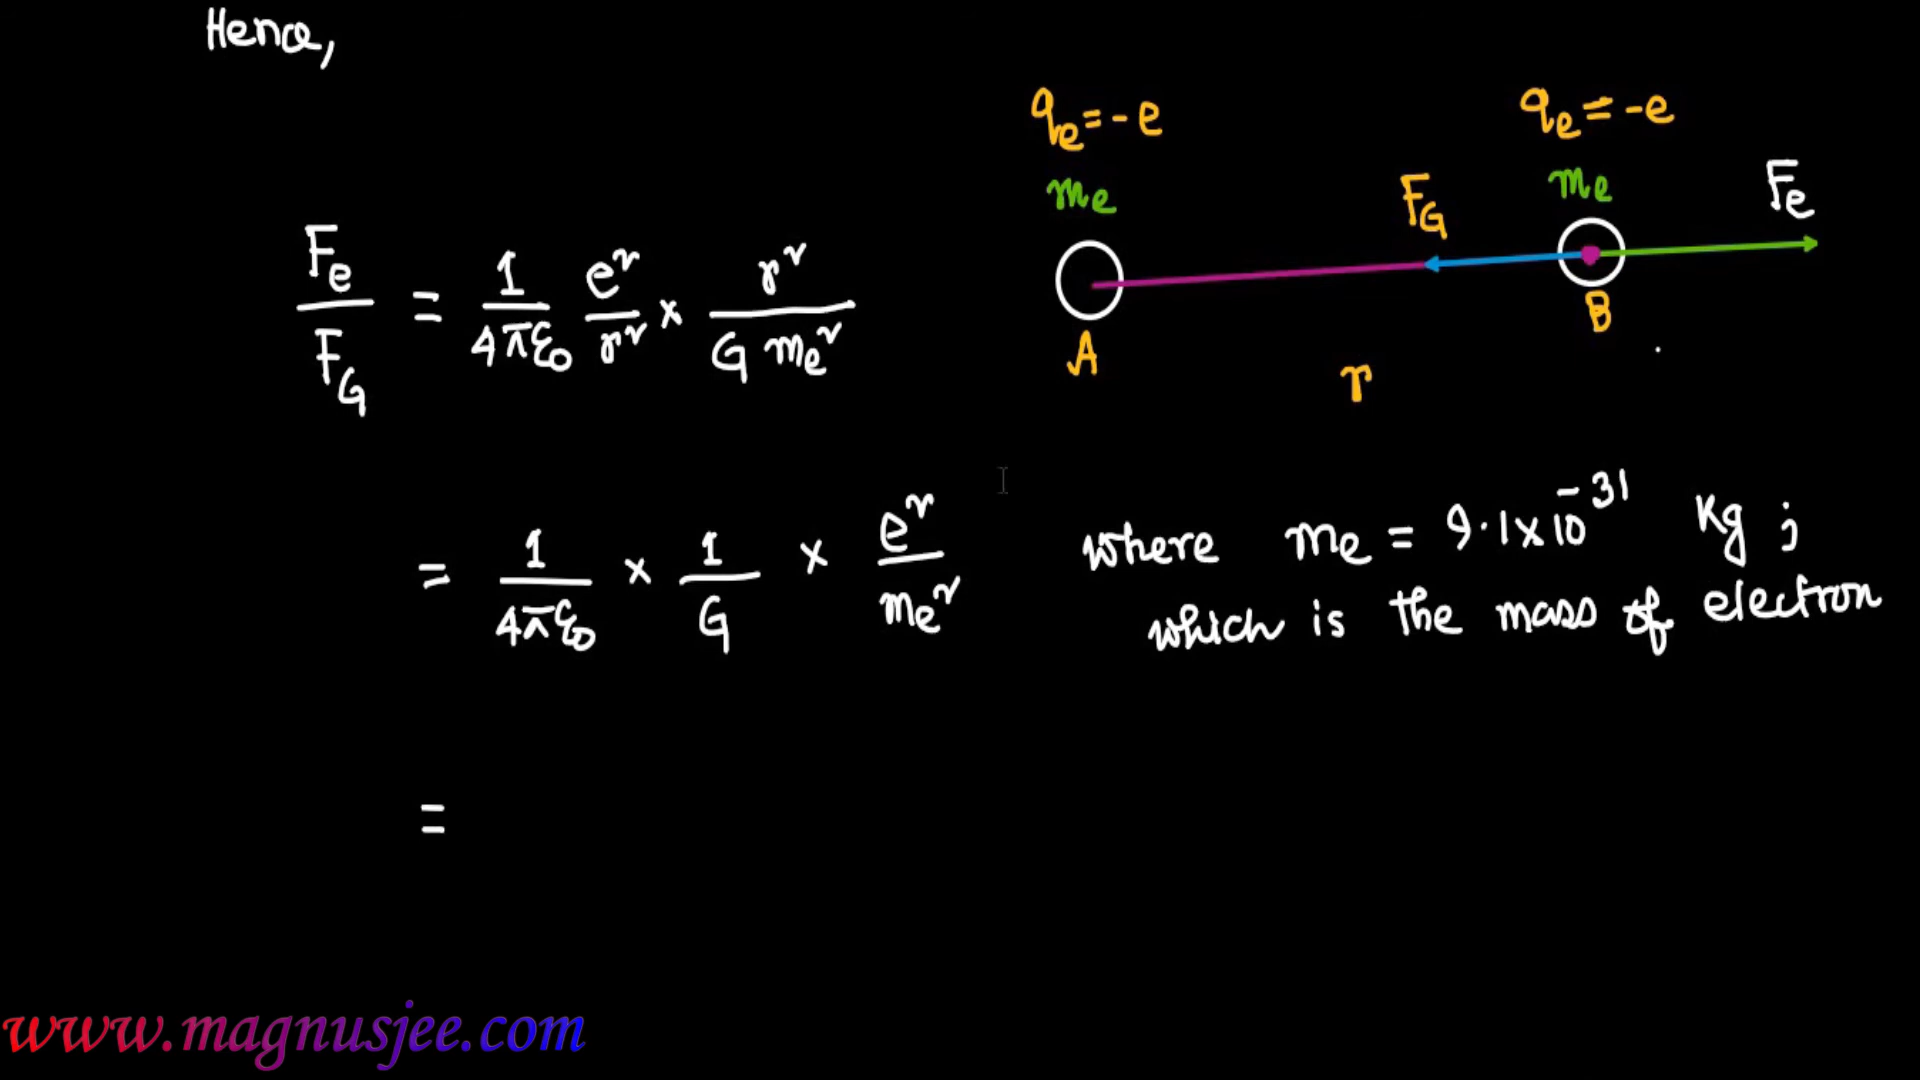 Hence,
qe = -e
qe = -e
me
me
FG
Fe
A
B
r
Fe/FG = 1/4πε0 e²/r² × r²/G me²
= 1/4πε0 × 1/G × e²/me²
where me = 9.1×10⁻³¹ Kg ;
which is the mass of electron
=
www.magnusjee.com